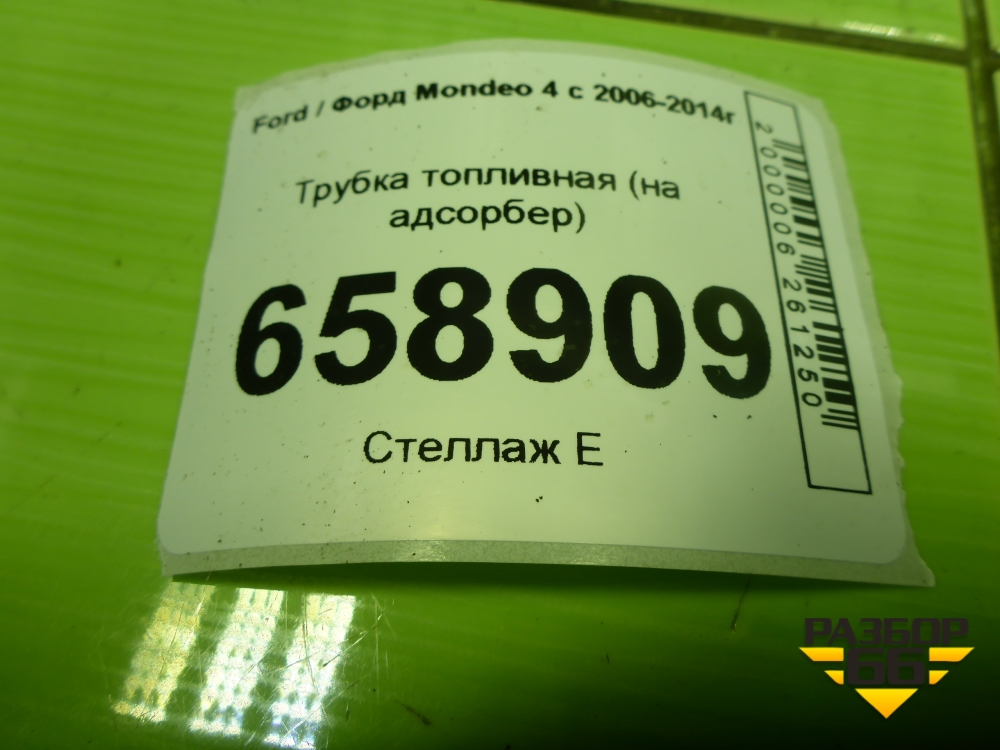 Ford / Форд Mondeo 4 с 2006-2014г
Трубка топливная (на
адсорбер)
658909
Стеллаж E
2000006261250
РАЗБОР
66